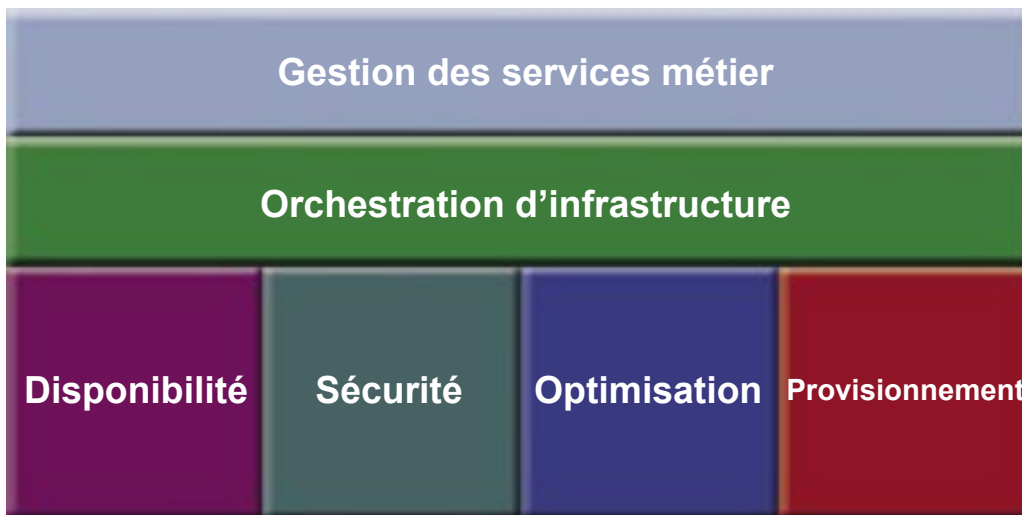 Gestion des services métier
Orchestration d’infrastructure
Disponibilité
Sécurité
Optimisation
Provisionnement